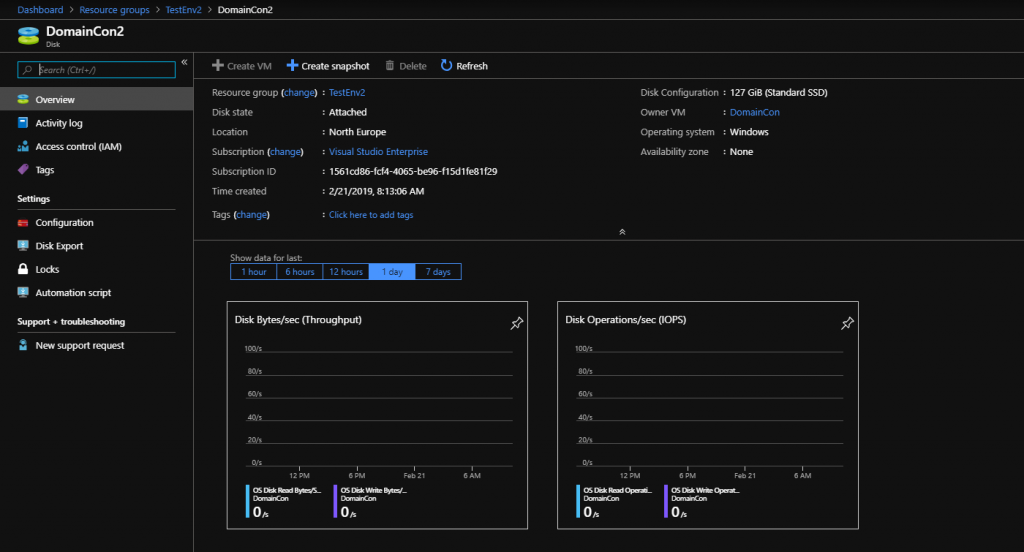 Dashboard > Resource groups > TestEnv2 > DomainCon2
DomainCon2
Disk
Search (Ctrl+/)
«
Overview
Activity log
Access control (IAM)
Tags
Settings
Configuration
Disk Export
Locks
Automation script
Support + troubleshooting
New support request
Create VM Create snapshot Delete Refresh
Resource group (change) : TestEnv2
Disk state : Attached
Location : North Europe
Subscription (change) : Visual Studio Enterprise
Subscription ID : 1561cd86-fcf4-4065-be96-f15d1fe81f29
Time created : 2/21/2019, 8:13:06 AM
Tags (change) : Click here to add tags
Disk Configuration : 127 GiB (Standard SSD)
Owner VM : DomainCon
Operating system : Windows
Availability zone : None
Show data for last:
1 hour 6 hours 12 hours 1 day 7 days
Disk Bytes/sec (Throughput)
100/s
80/s
60/s
40/s
20/s
0/s
12 PM 6 PM Feb 21 6 AM
OS Disk Read Bytes/S... OS Disk Write Bytes/...
DomainCon DomainCon
0 /s 0 /s
Disk Operations/sec (IOPS)
100/s
80/s
60/s
40/s
20/s
0/s
12 PM 6 PM Feb 21 6 AM
OS Disk Read Operati... OS Disk Write Operat...
DomainCon DomainCon
0 /s 0 /s